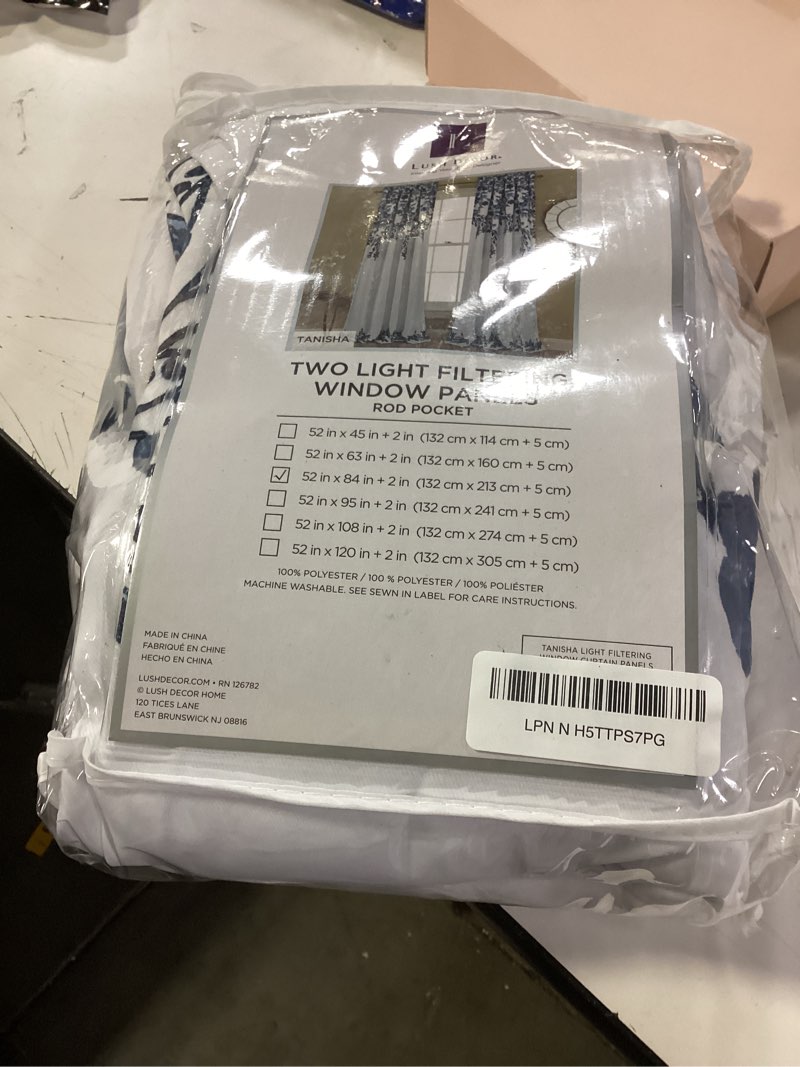 LUSH DECOR
TANISHA
TWO LIGHT FILTERING
WINDOW PANELS
ROD POCKET
52 in x 45 in + 2 in (132 cm x 114 cm + 5 cm)
52 in x 63 in + 2 in (132 cm x 160 cm + 5 cm)
52 in x 84 in + 2 in (132 cm x 213 cm + 5 cm)
52 in x 95 in + 2 in (132 cm x 241 cm + 5 cm)
52 in x 108 in + 2 in (132 cm x 274 cm + 5 cm)
52 in x 120 in + 2 in (132 cm x 305 cm + 5 cm)
100% POLYESTER / 100 % POLYESTER / 100% POLIÉSTER
MACHINE WASHABLE. SEE SEWN IN LABEL FOR CARE INSTRUCTIONS.
MADE IN CHINA
FABRIQUÉ EN CHINE
HECHO EN CHINA
LUSHDECOR.COM • RN 126782
© LUSH DECOR HOME
120 TICES LANE
EAST BRUNSWICK NJ 08816
TANISHA LIGHT FILTERING
WINDOW CURTAIN PANELS
LPN N H5TTPS7PG